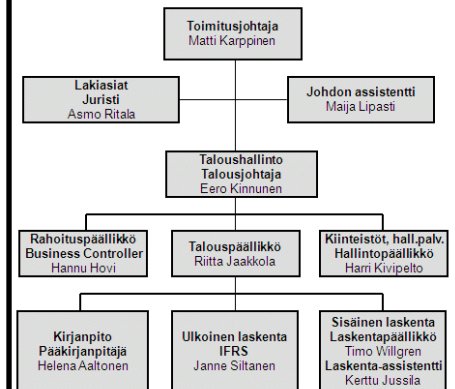 Toimitusjohtaja
Matti Karppinen
Lakiasiat
Juristi
Asmo Ritala
Johdon assistentti
Maija Lipasti
Taloushallinto
Talousjohtaja
Eero Kinnunen
Rahoituspäällikkö
Business Controller
Hannu Hovi
Talouspäällikkö
Riitta Jaakkola
Kiinteistöt, hall.palv.
Hallintopäällikkö
Harri Kivipelto
Kirjanpito
Pääkirjanpitäjä
Helena Aaltonen
Ulkoinen laskenta
IFRS
Janne Siltanen
Sisäinen laskenta
Laskentapäällikkö
Timo Willgren
Laskenta-assistentti
Kerttu Jussila